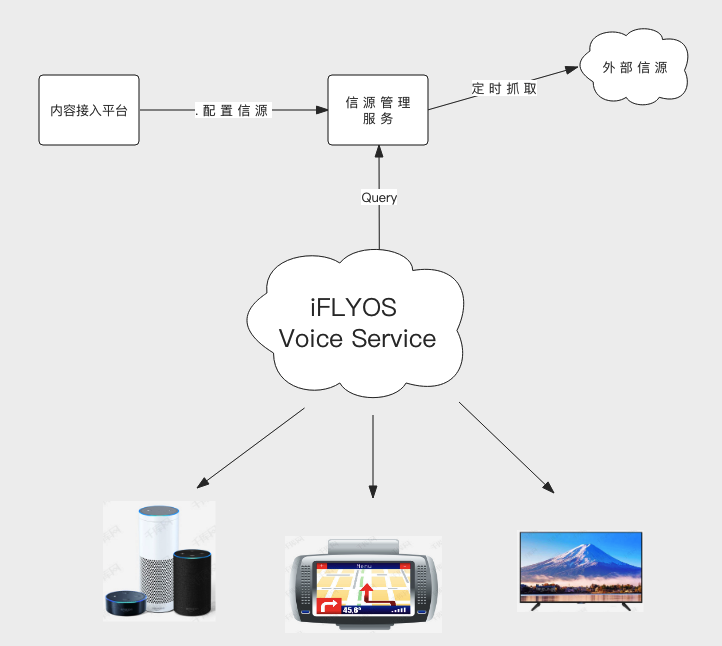 外部信源
定时抓取
内容接入平台
.配置信源
信源管理
服务
Query
iFLYOS
Voice Service
Menu
45.8°